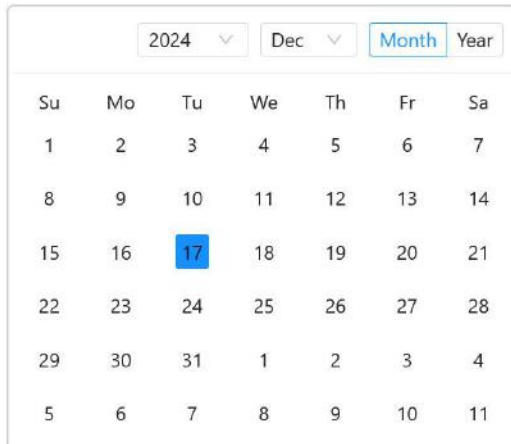 2024 Dec Month Year
Su Mo Tu We Th Fr Sa
1 2 3 4 5 6 7
8 9 10 11 12 13 14
15 16 17 18 19 20 21
22 23 24 25 26 27 28
29 30 31 1 2 3 4
5 6 7 8 9 10 11